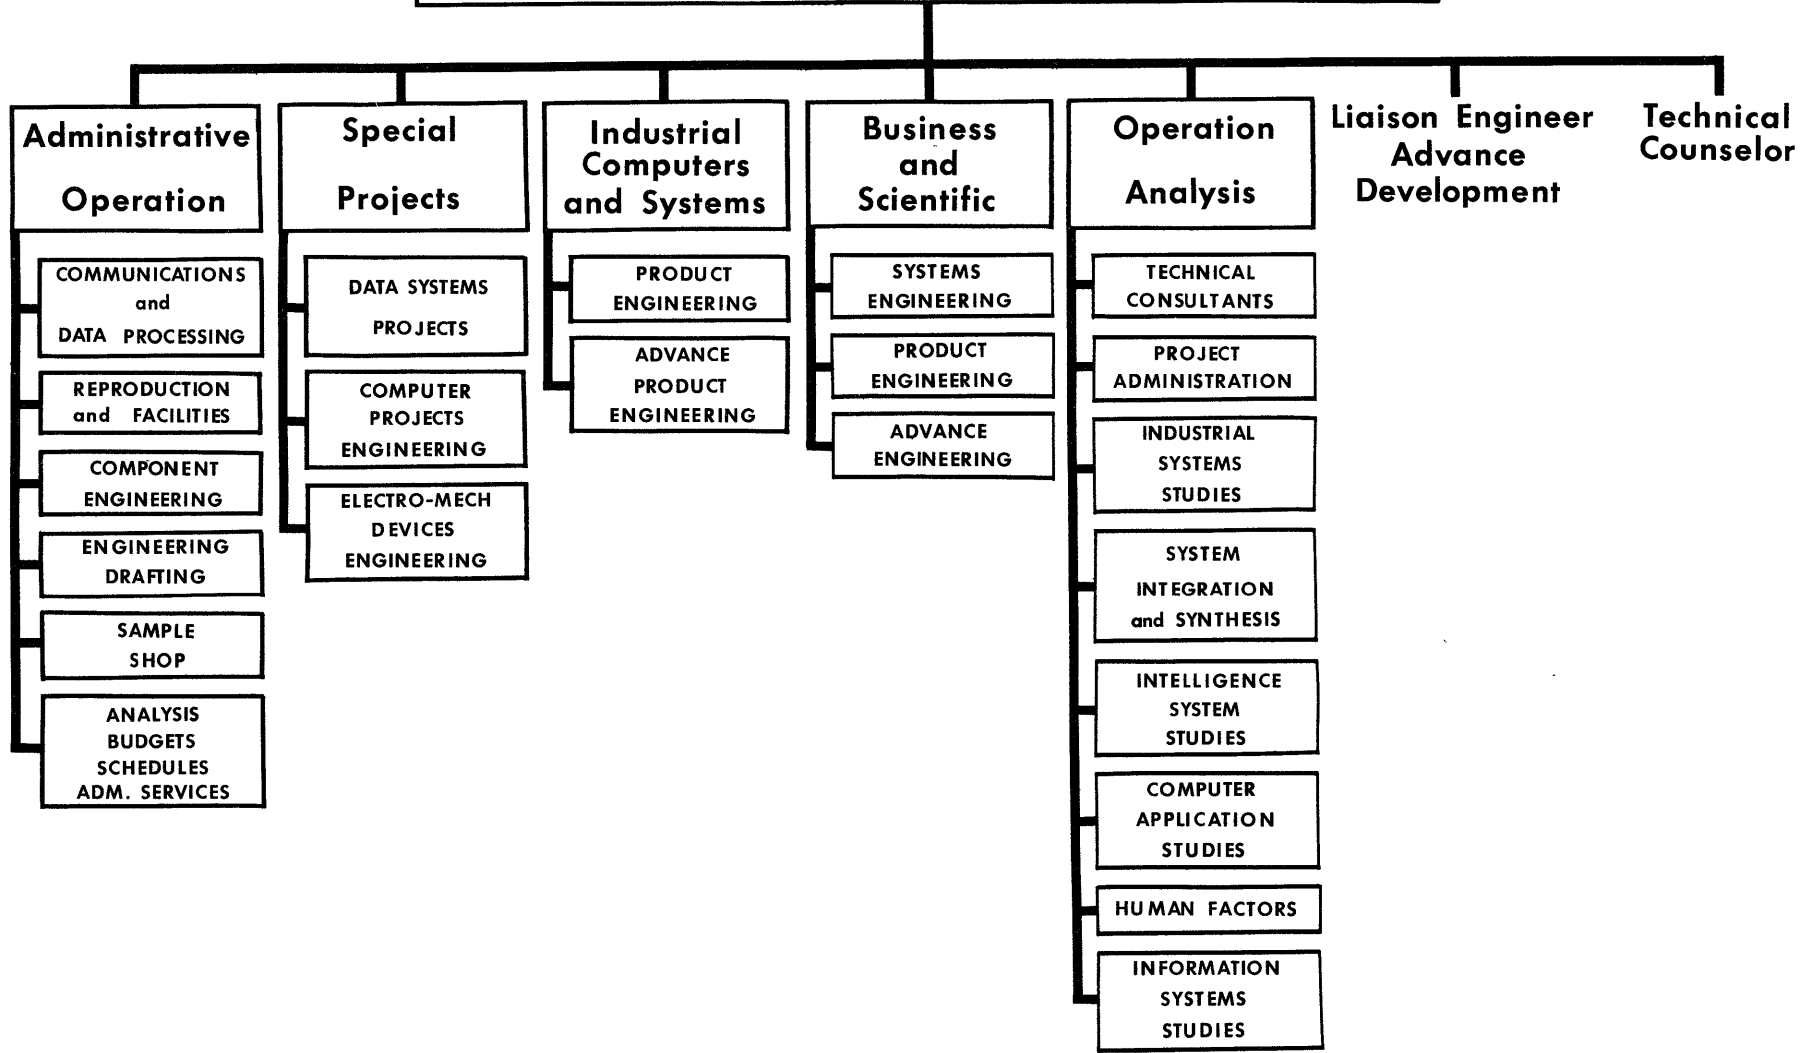 Administrative
Operation
COMMUNICATIONS
and
DATA PROCESSING
REPRODUCTION
and FACILITIES
COMPONENT
ENGINEERING
ENGINEERING
DRAFTING
SAMPLE
SHOP
ANALYSIS
BUDGETS
SCHEDULES
ADM. SERVICES
Special
Projects
DATA SYSTEMS
PROJECTS
COMPUTER
PROJECTS
ENGINEERING
ELECTRO-MECH
DEVICES
ENGINEERING
Industrial
Computers
and Systems
PRODUCT
ENGINEERING
ADVANCE
PRODUCT
ENGINEERING
Business
and
Scientific
SYSTEMS
ENGINEERING
PRODUCT
ENGINEERING
ADVANCE
ENGINEERING
Operation
Analysis
TECHNICAL
CONSULTANTS
PROJECT
ADMINISTRATION
INDUSTRIAL
SYSTEMS
STUDIES
SYSTEM
INTEGRATION
and SYNTHESIS
INTELLIGENCE
SYSTEM
STUDIES
COMPUTER
APPLICATION
STUDIES
HUMAN FACTORS
INFORMATION
SYSTEMS
STUDIES
Liaison Engineer
Advance
Development
Technical
Counselor